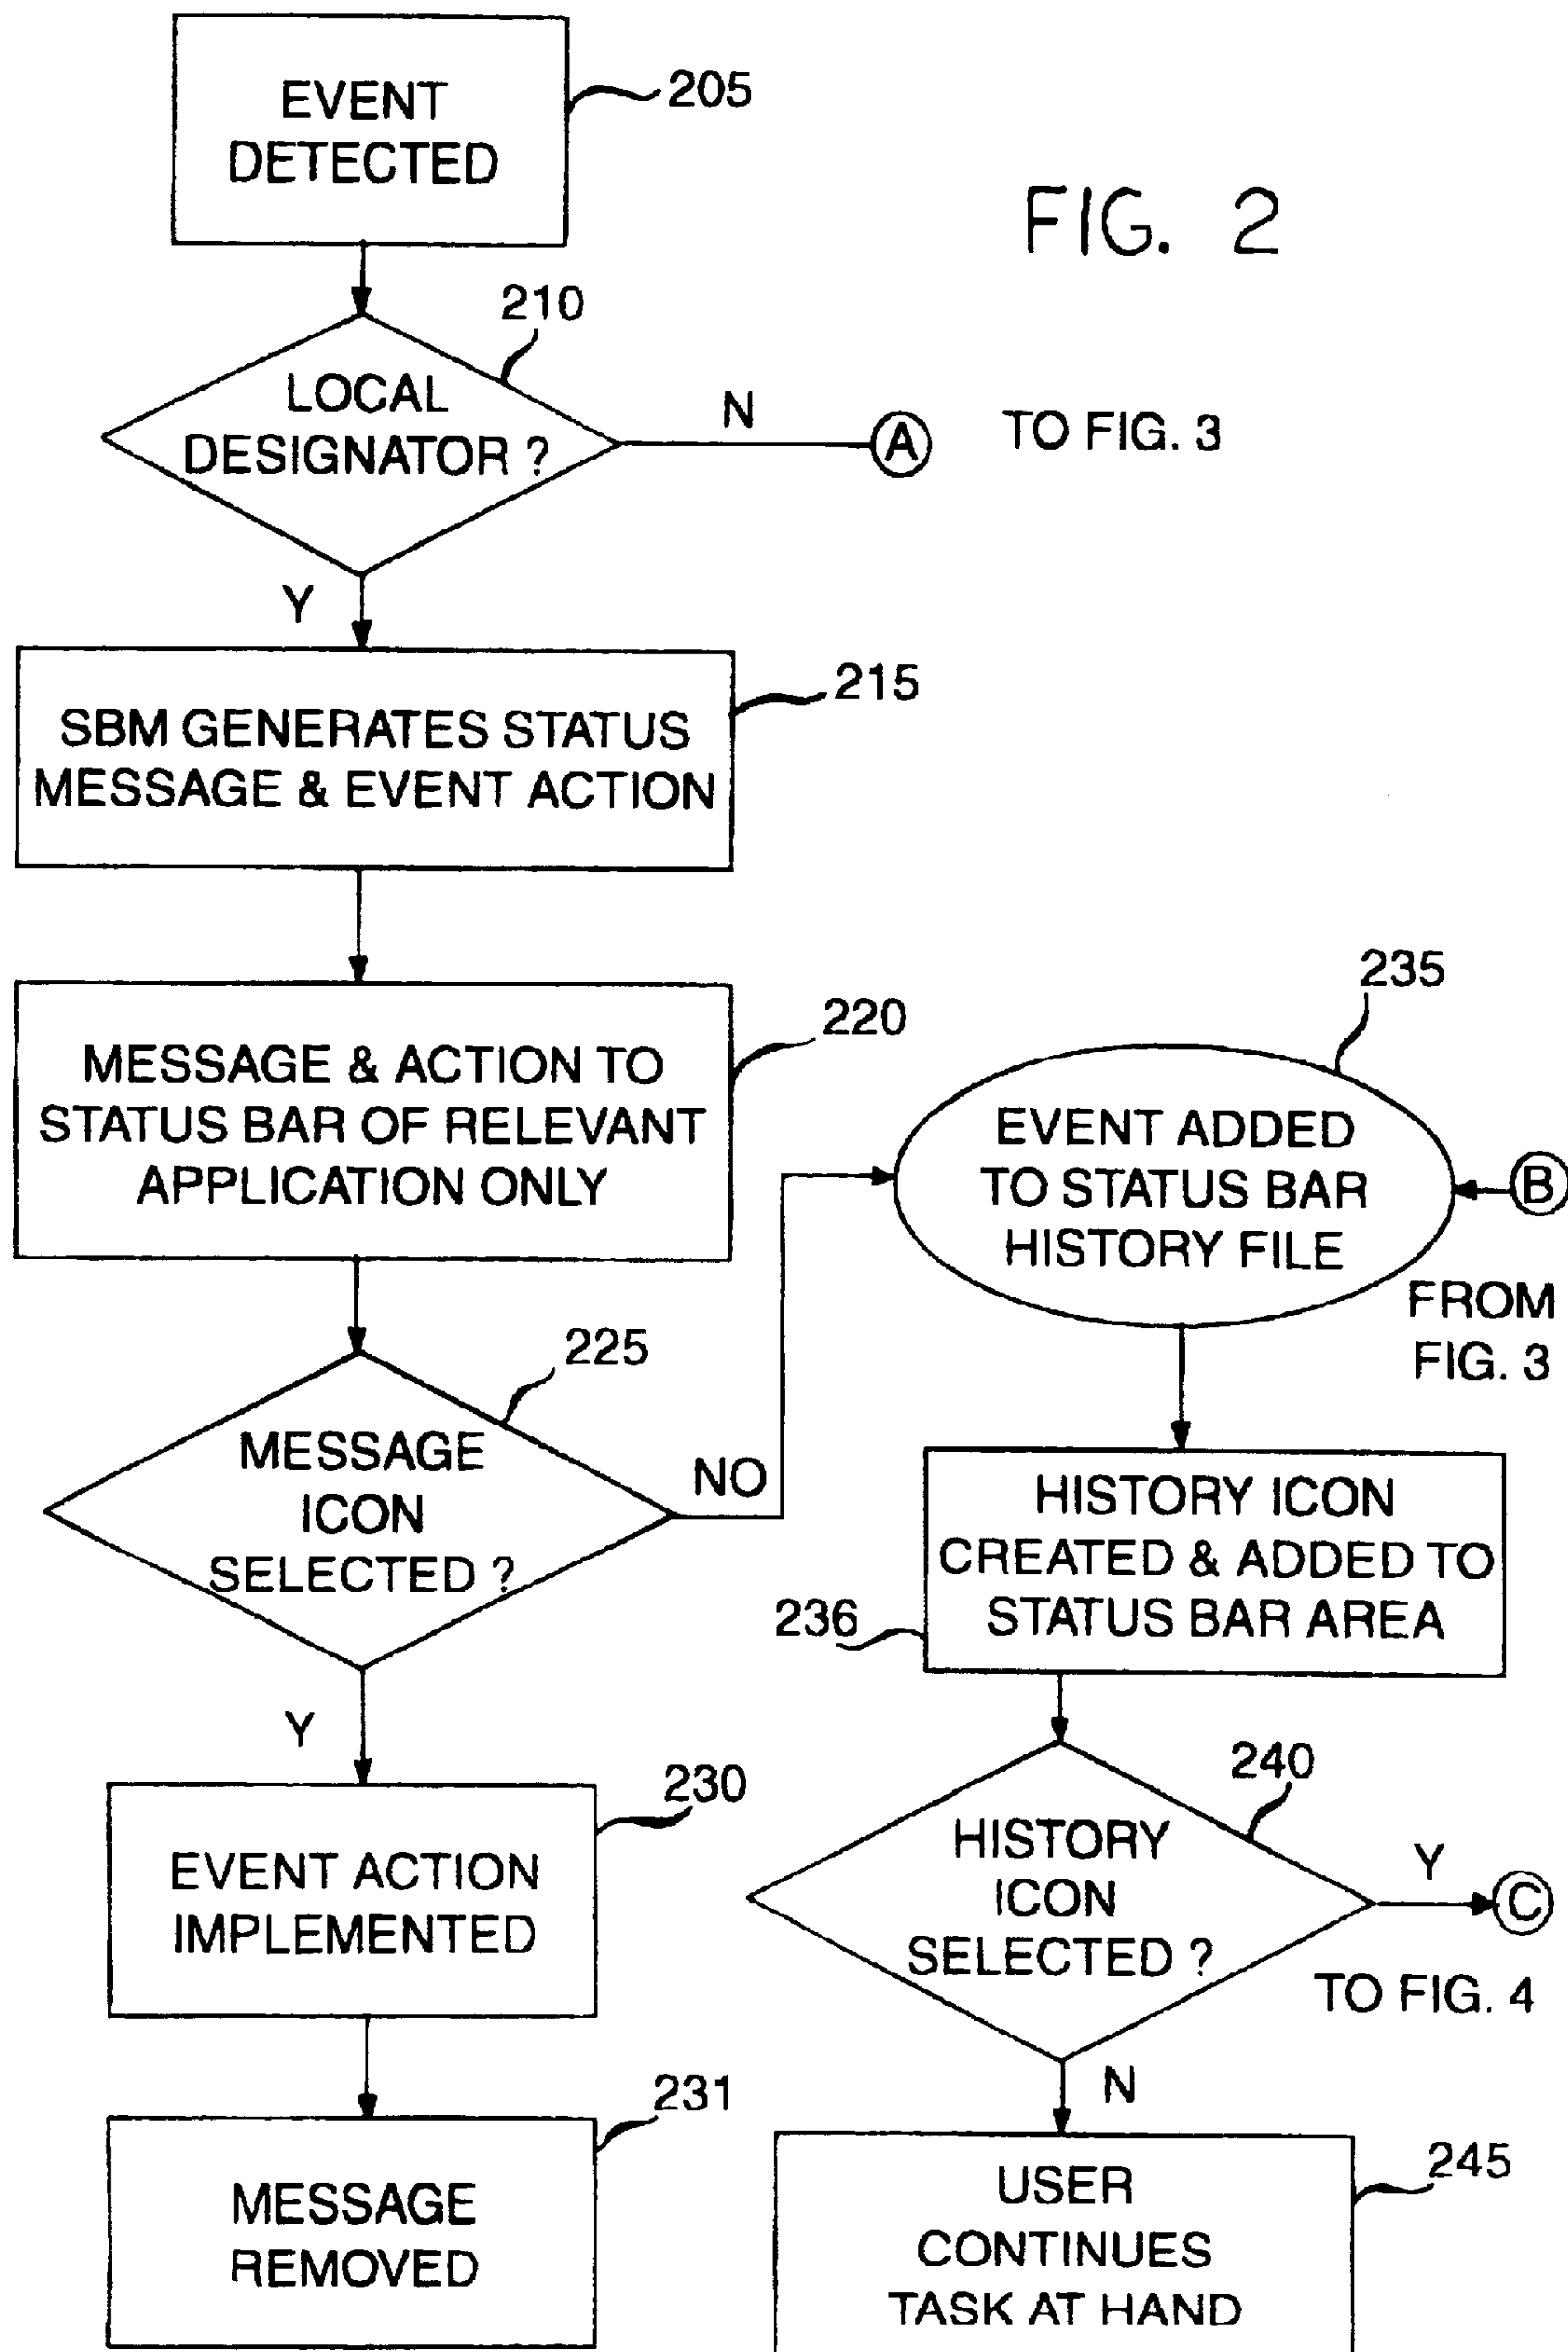 EVENT
DETECTED
205
FIG. 2
210
LOCAL
DESIGNATOR ?
N
A
TO FIG. 3
Y
215
SBM GENERATES STATUS
MESSAGE & EVENT ACTION
220
MESSAGE & ACTION TO
STATUS BAR OF RELEVANT
APPLICATION ONLY
235
EVENT ADDED
TO STATUS BAR
HISTORY FILE
B
FROM
FIG. 3
225
MESSAGE
ICON
SELECTED ?
NO
HISTORY ICON
CREATED & ADDED TO
STATUS BAR AREA
236
Y
230
EVENT ACTION
IMPLEMENTED
240
HISTORY
ICON
SELECTED ?
Y
C
TO FIG. 4
N
231
MESSAGE
REMOVED
245
USER
CONTINUES
TASK AT HAND